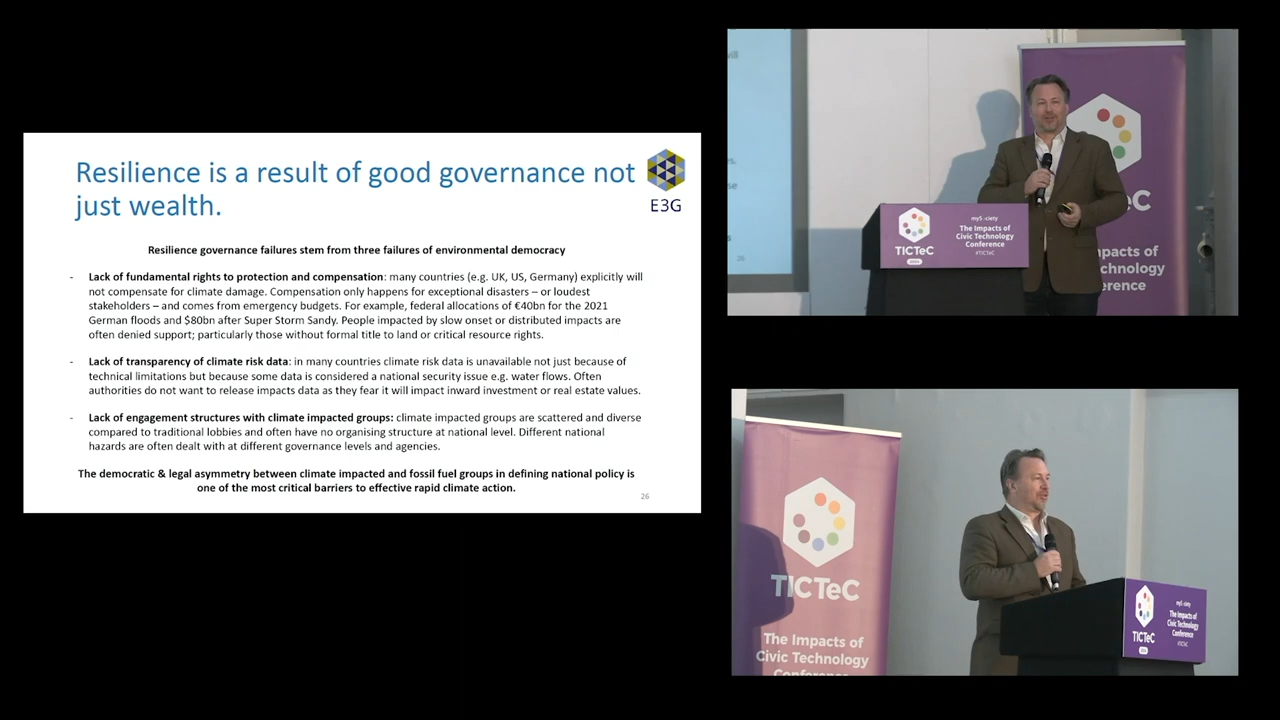 Resilience is a result of good governance not
just wealth.
E3G
Resilience governance failures stem from three failures of environmental democracy
- Lack of fundamental rights to protection and compensation: many countries (e.g. UK, US, Germany) explicitly will
not compensate for climate damage. Compensation only happens for exceptional disasters – or loudest
stakeholders – and comes from emergency budgets. For example, federal allocations of €40bn for the 2021
German floods and $80bn after Super Storm Sandy. People impacted by slow onset or distributed impacts are
often denied support; particularly those without formal title to land or critical resource rights.
- Lack of transparency of climate risk data: in many countries climate risk data is unavailable not just because of
technical limitations but because some data is considered a national security issue e.g. water flows. Often
authorities do not want to release impacts data as they fear it will impact inward investment or real estate values.
- Lack of engagement structures with climate impacted groups: climate impacted groups are scattered and diverse
compared to traditional lobbies and often have no organising structure at national level. Different national
hazards are often dealt with at different governance levels and agencies.
The democratic & legal asymmetry between climate impacted and fossil fuel groups in defining national policy is
one of the most critical barriers to effective rapid climate action.
26
will
es.
se
s
26
eC
mpacts of
chnology
erence
TICTeC
The Impacts of
Civic Technology
Conference
#TICTeC
TICTeC
The Impacts of
Civic Technology
Conference
TICTeC
The Impacts of
Civic Technology
Conference
#TICTeC